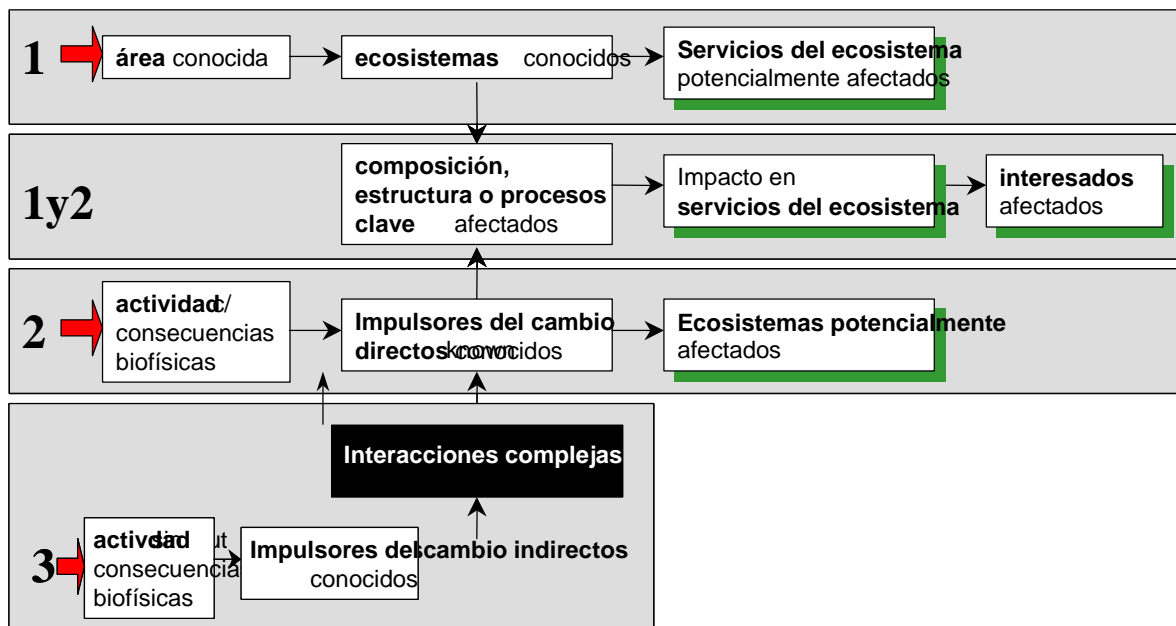 1
área conocida
ecosistemas conocidos
Servicios del ecosistema
potencialmente afectados
1y2
composición,
estructura o procesos
clave afectados
Impacto en
servicios del ecosistema
interesados
afectados
2
actividad c/
consecuencias
biofísicas
Impulsores del cambio
directos conocidos
known
Ecosistemas potencialmente
afectados
Interacciones complejas
3
actividad sin
consecuencia
biofísicas
Impulsores del cambio indirectos
conocidos